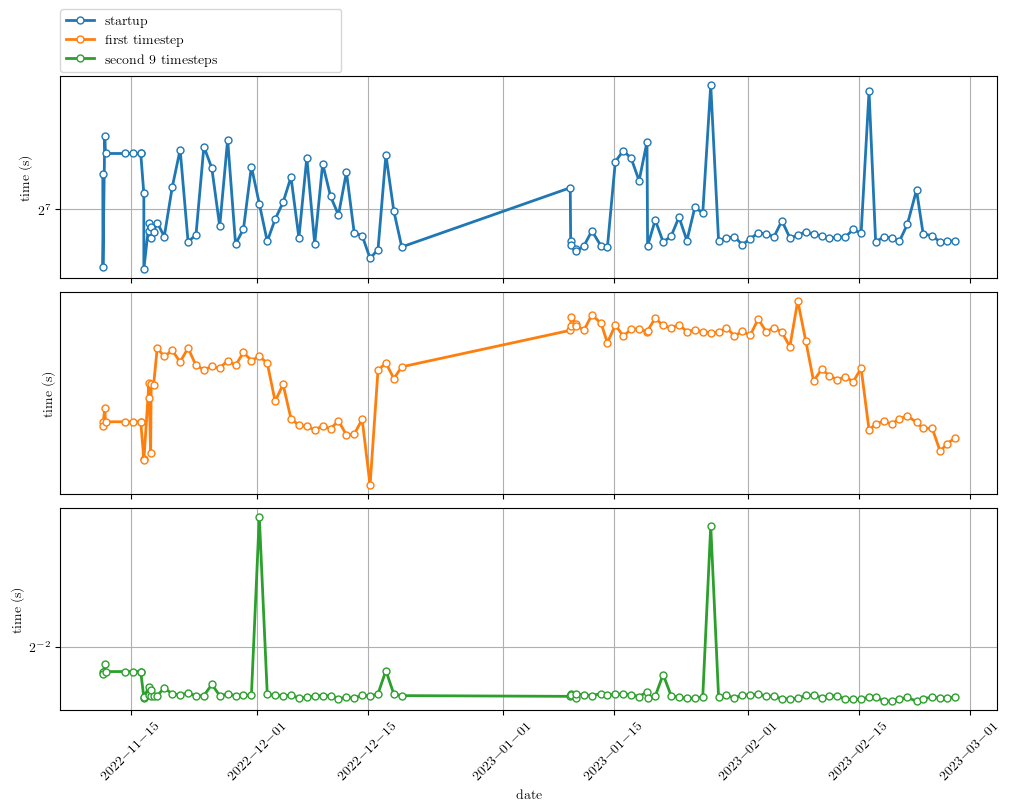 startup
first timestep
second 9 timesteps
time (s)
2^7
time (s)
time (s)
2^−2
2022−11−15
2022−12−01
2022−12−15
2023−01−01
2023−01−15
2023−02−01
2023−02−15
2023−03−01
date